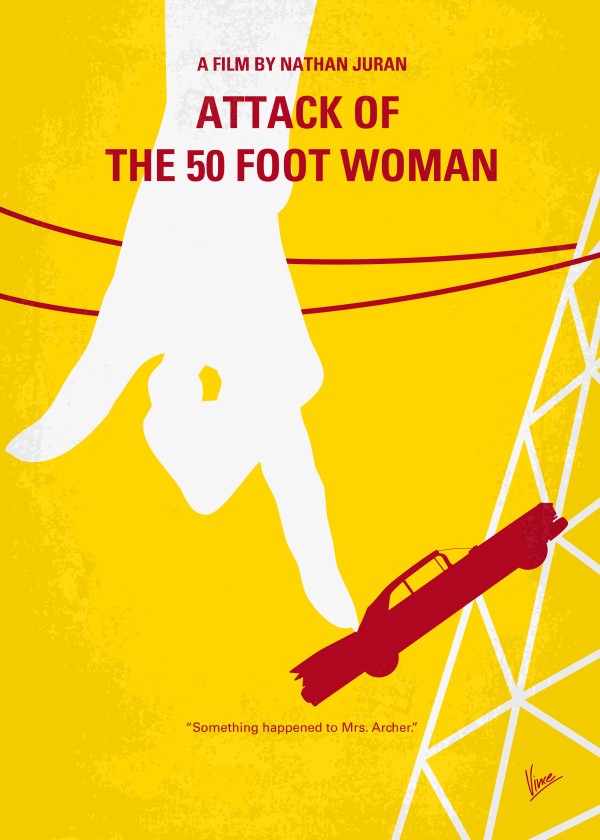 A FILM BY NATHAN JURAN
ATTACK OF
THE 50 FOOT WOMAN
“Something happened to Mrs. Archer.”
Vince